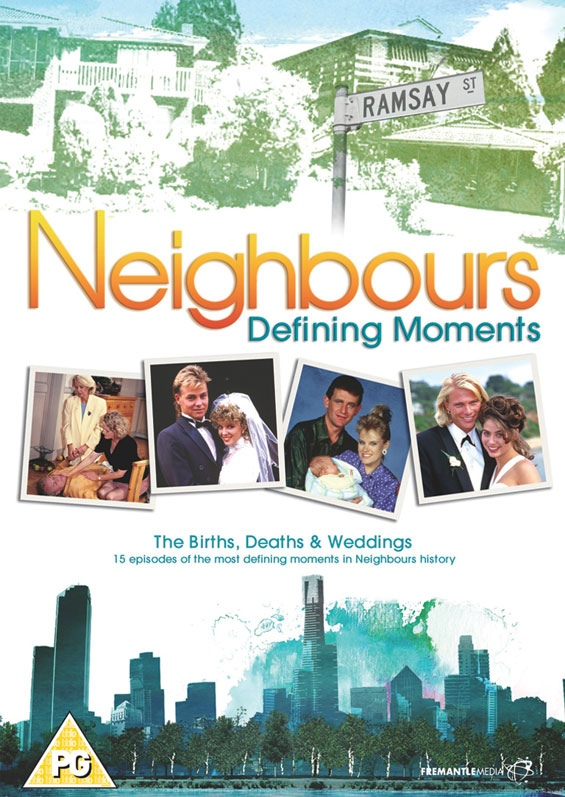 RAMSAY ST
Neighbours
Defining Moments
The Births, Deaths & Weddings
15 episodes of the most defining moments in Neighbours history
PG
FREMANTLEMEDIA